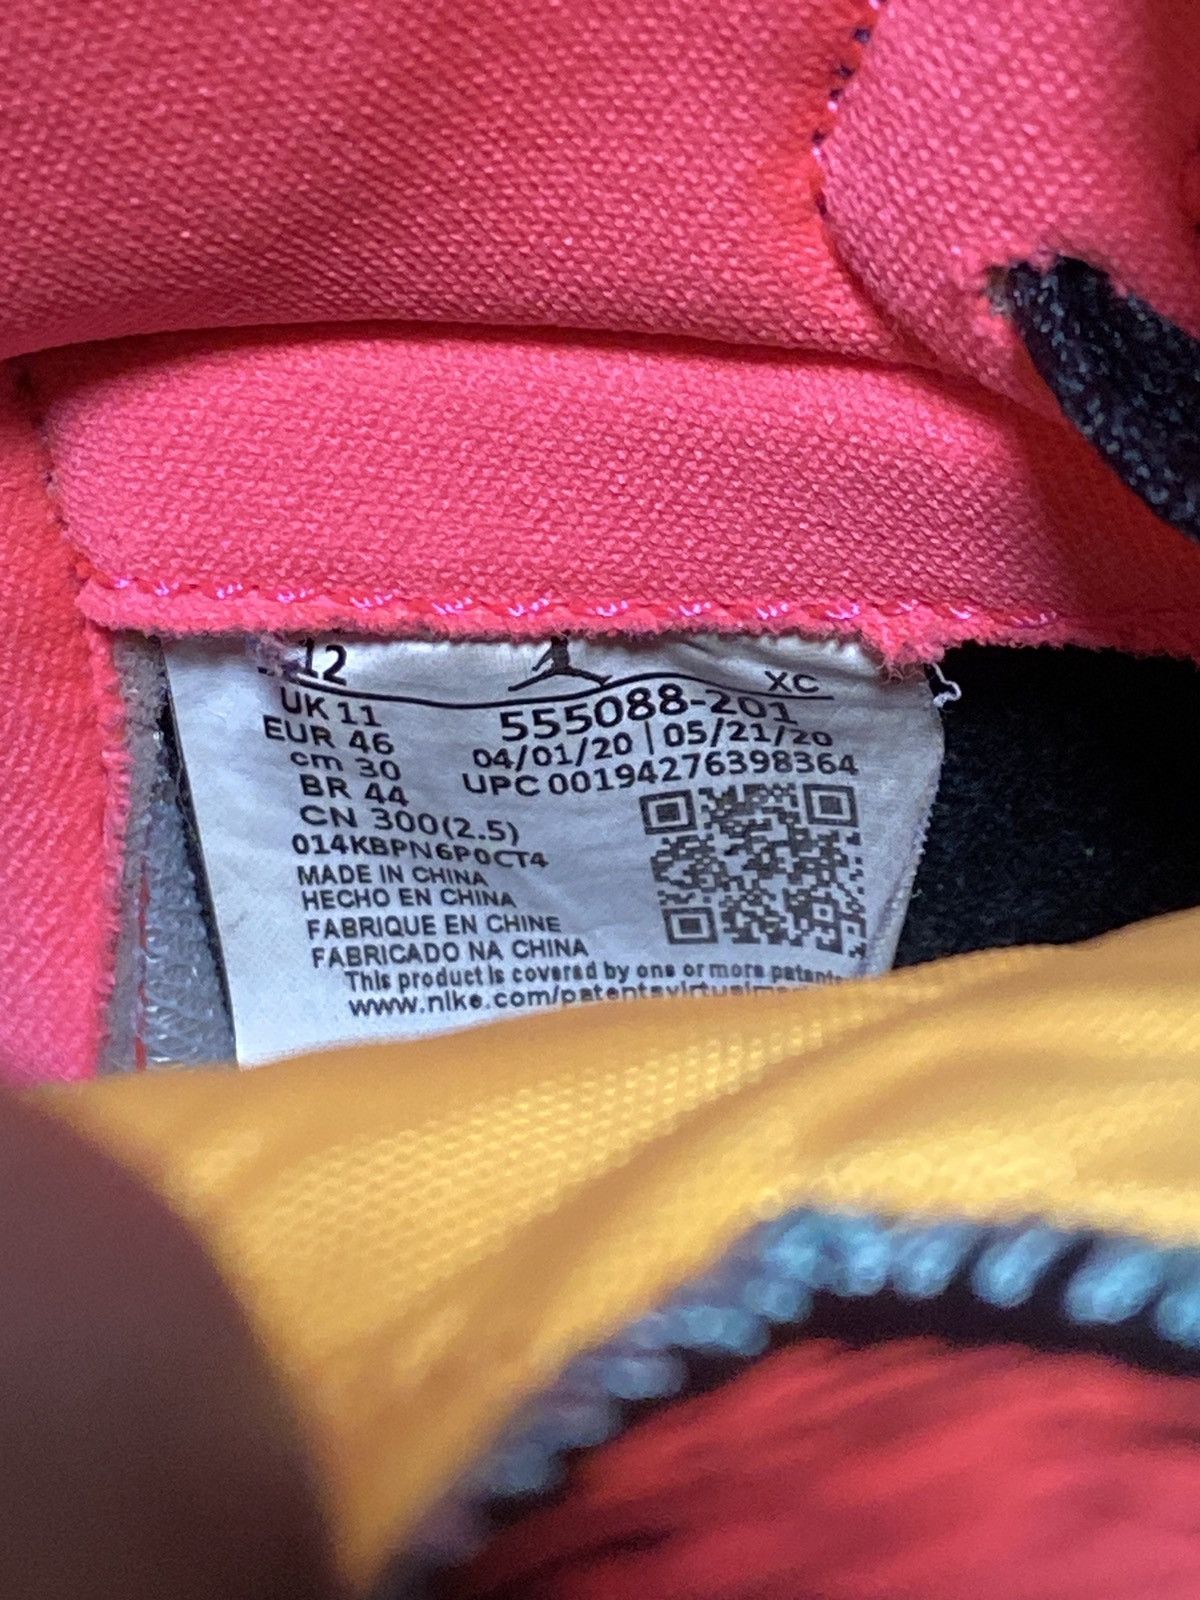 12
XC
UK 11
EUR 46
cm 30
BR 44
CN 300(2.5)
014KBPN6P0CT4
555088-201
04/01/20 | 05/21/20
UPC 00194276398364
MADE IN CHINA
HECHO EN CHINA
FABRIQUE EN CHINE
FABRICADO NA CHINA
This product is covered by one or more patents
www.nike.com/patents